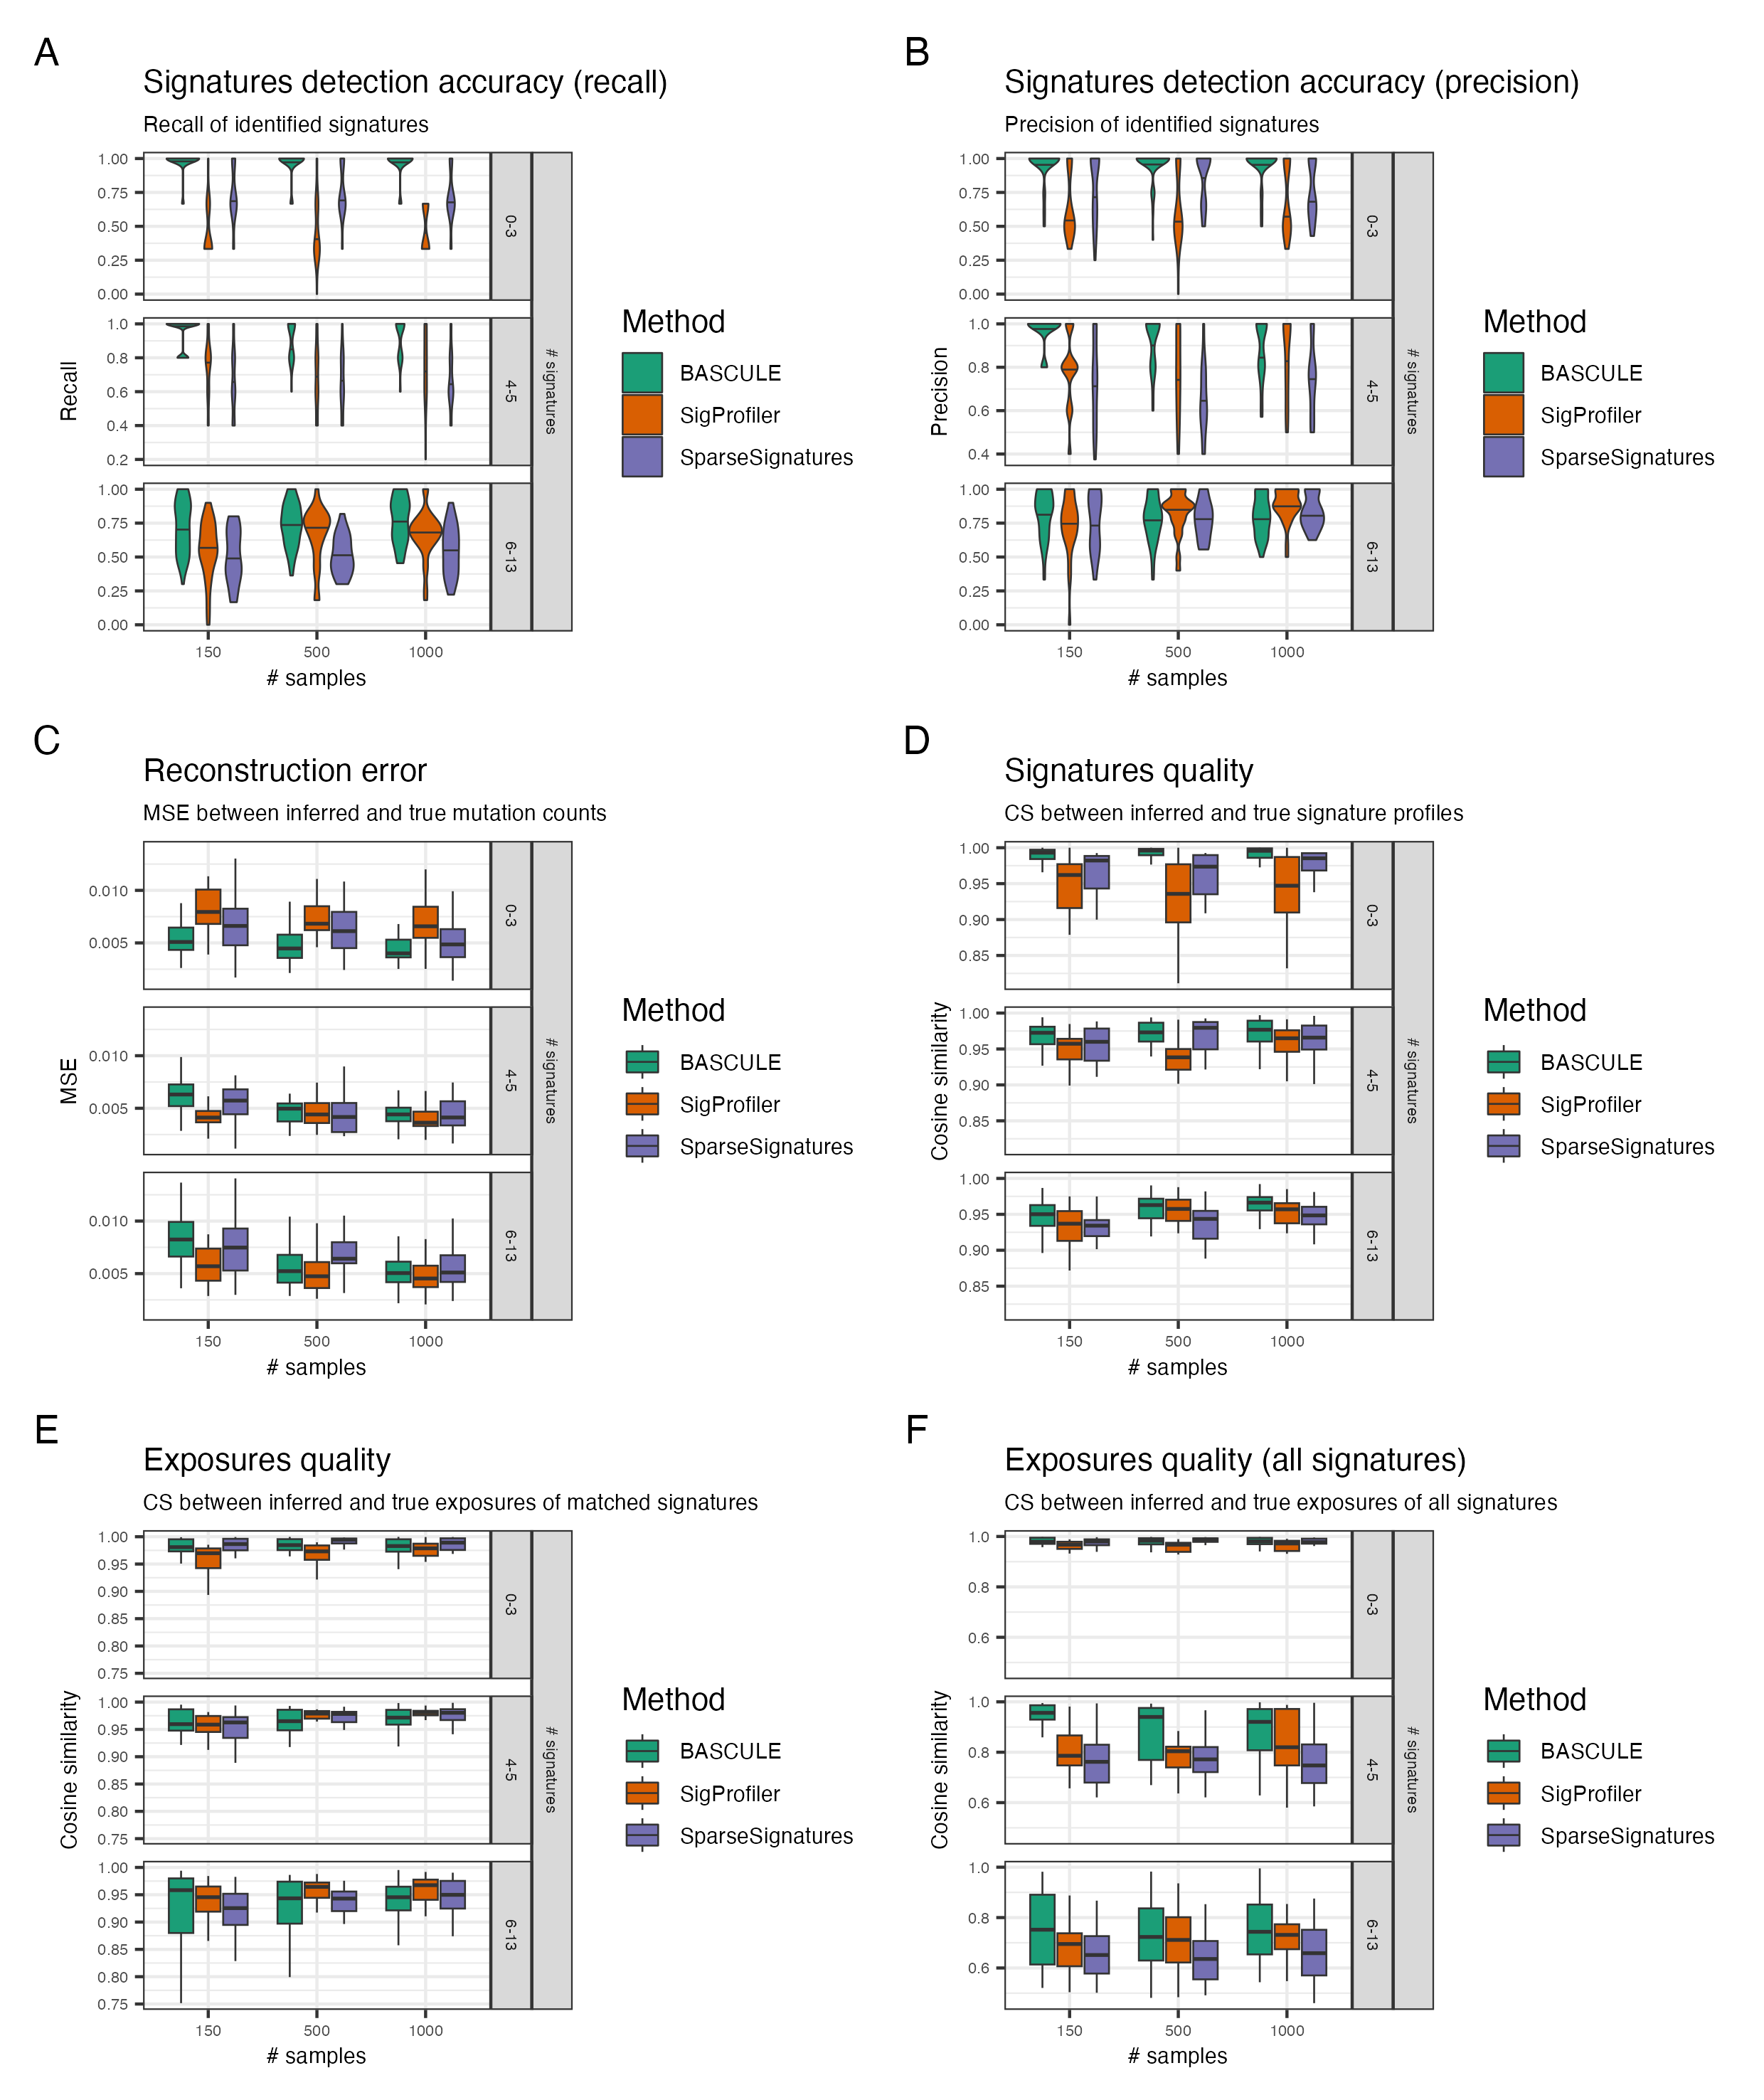 A
Signatures detection accuracy (recall)
Recall of identified signatures
1.00
0.75
0.50
0.25
0.00
0-3
1.0
0.8
0.6
0.4
0.2
4-5
1.00
0.75
0.50
0.25
0.00
6-13
Recall
# signatures
150
500
1000
# samples
Method
BASCULE
SigProfiler
SparseSignatures
B
Signatures detection accuracy (precision)
Precision of identified signatures
1.00
0.75
0.50
0.25
0.00
0-3
1.0
0.8
0.6
0.4
4-5
1.00
0.75
0.50
0.25
0.00
6-13
Precision
# signatures
150
500
1000
# samples
Method
BASCULE
SigProfiler
SparseSignatures
C
Reconstruction error
MSE between inferred and true mutation counts
0.010
0.005
0-3
0.010
0.005
4-5
0.010
0.005
6-13
MSE
# signatures
150
500
1000
# samples
Method
BASCULE
SigProfiler
SparseSignatures
D
Signatures quality
CS between inferred and true signature profiles
1.00
0.95
0.90
0.85
0-3
1.00
0.95
0.90
0.85
4-5
1.00
0.95
0.90
0.85
6-13
Cosine similarity
# signatures
150
500
1000
# samples
Method
BASCULE
SigProfiler
SparseSignatures
E
Exposures quality
CS between inferred and true exposures of matched signatures
1.00
0.95
0.90
0.85
0.80
0.75
0-3
1.00
0.95
0.90
0.85
0.80
0.75
4-5
1.00
0.95
0.90
0.85
0.80
0.75
6-13
Cosine similarity
# signatures
150
500
1000
# samples
Method
BASCULE
SigProfiler
SparseSignatures
F
Exposures quality (all signatures)
CS between inferred and true exposures of all signatures
1.0
0.8
0.6
0-3
1.0
0.8
0.6
4-5
1.0
0.8
0.6
6-13
Cosine similarity
# signatures
150
500
1000
# samples
Method
BASCULE
SigProfiler
SparseSignatures